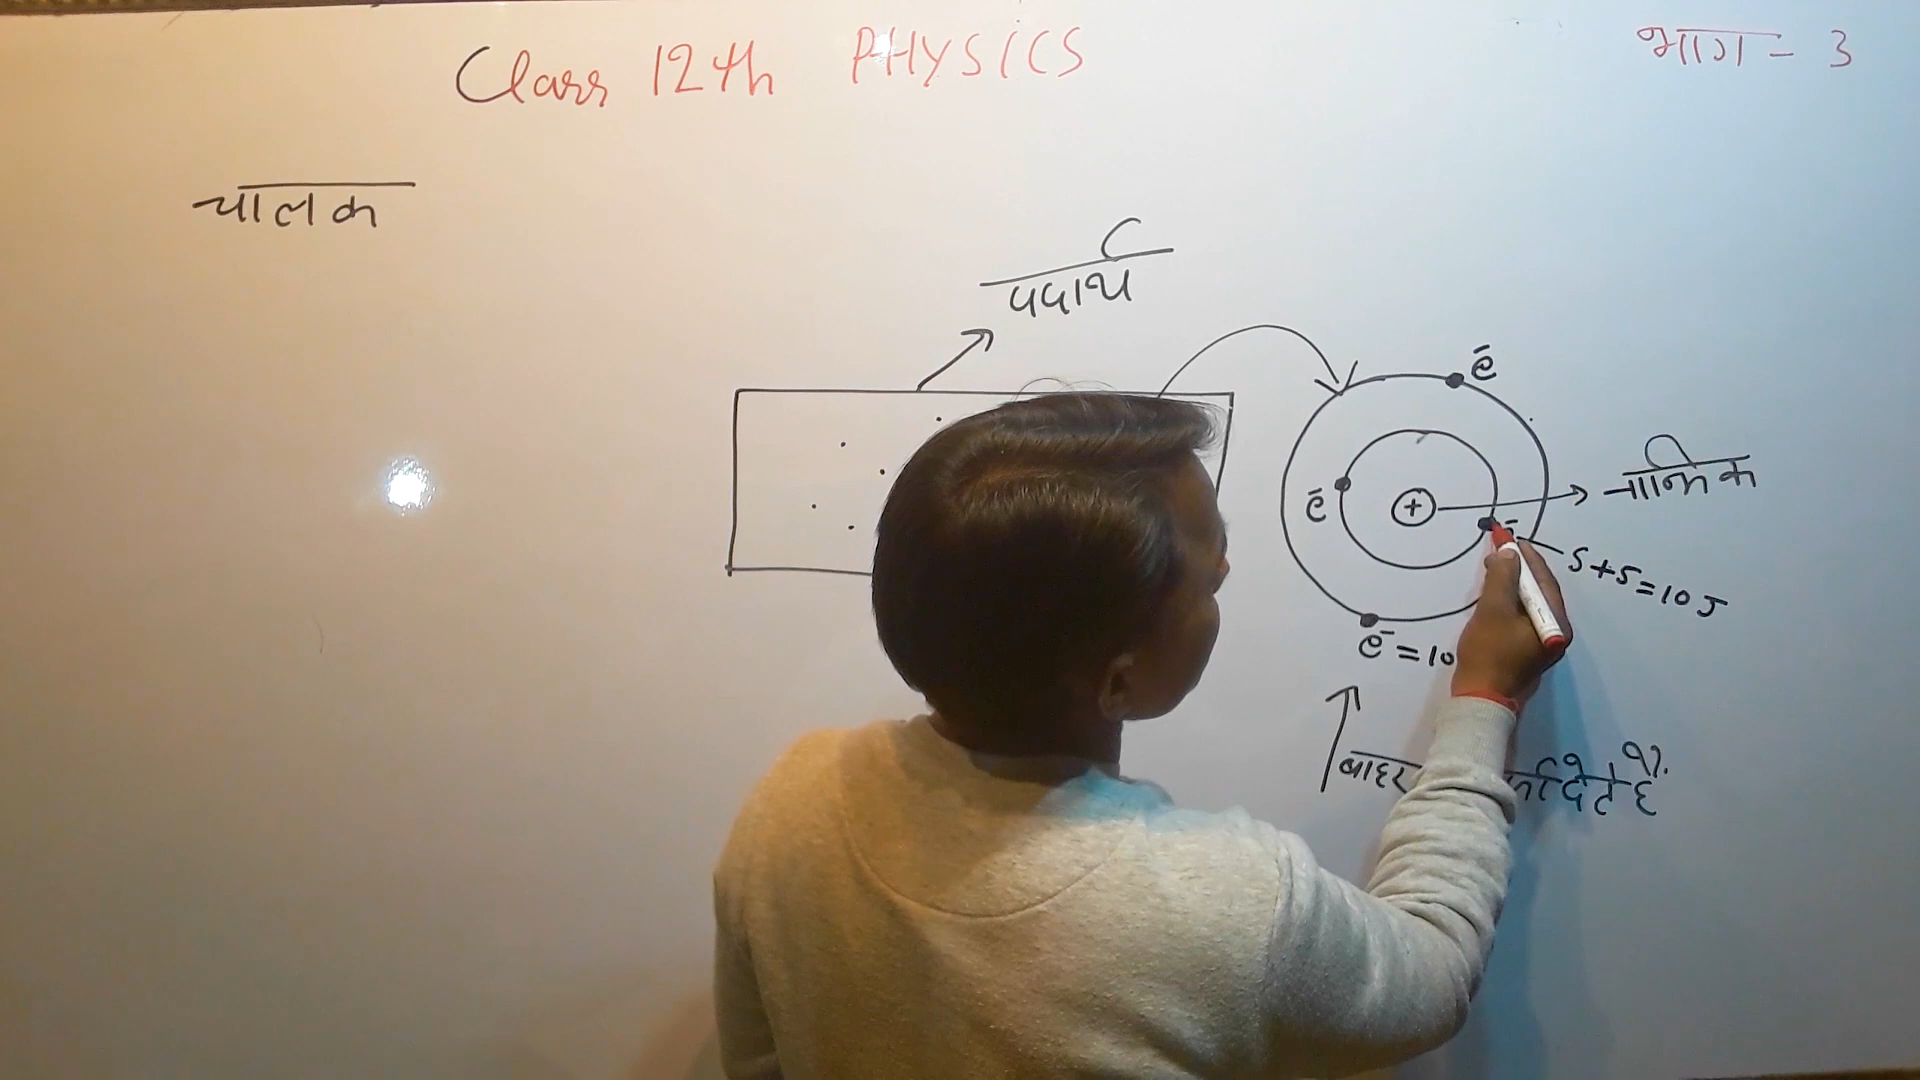 Class 12th PHYSICS
भाग - 3
चालक
पदार्थ
ē
ē
+
नाभिक
5+5=10J
ē = 10
बाहर
देते है